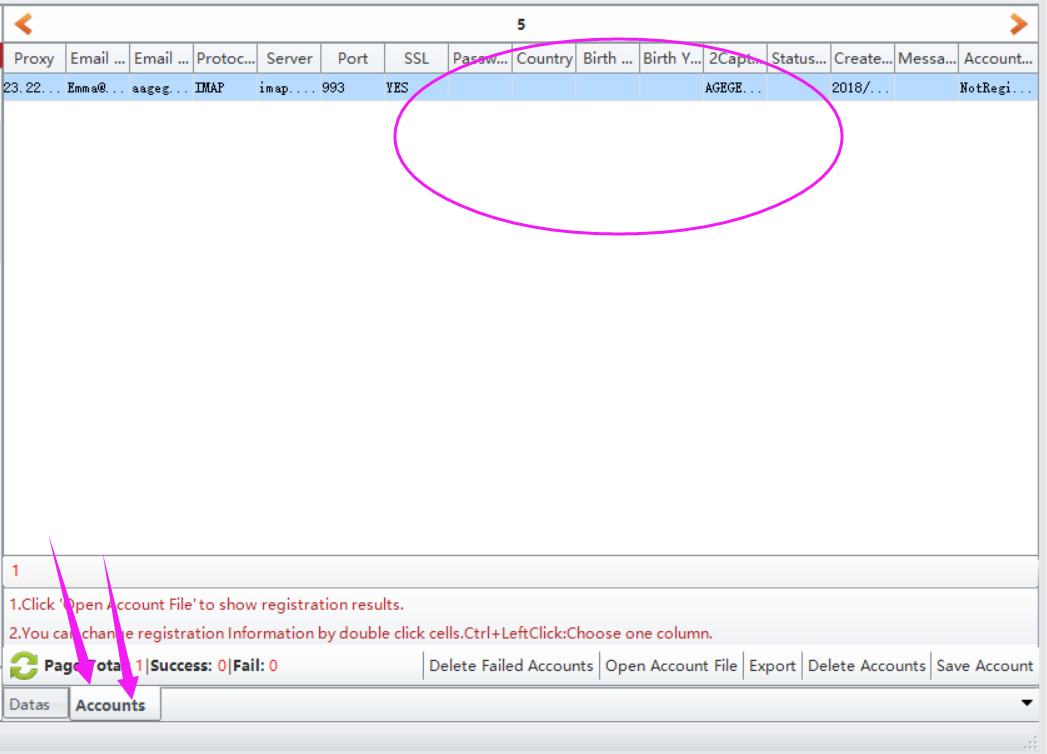 5
Proxy Email ... Email ... Protoc... Server Port SSL Passw... Country Birth ... Birth Y... 2Capt... Status... Create... Messa... Account...
23.22... Emma@... aageg... IMAP imap.... 993 YES AGEGE... 2018/... NotRegi...
1
1.Click 'Open Account File' to show registration results.
2.You can change registration Information by double click cells.Ctrl+LeftClick:Choose one column.
Page Total: 1|Success: 0|Fail: 0 Delete Failed Accounts Open Account File Export Delete Accounts Save Account
Datas Accounts